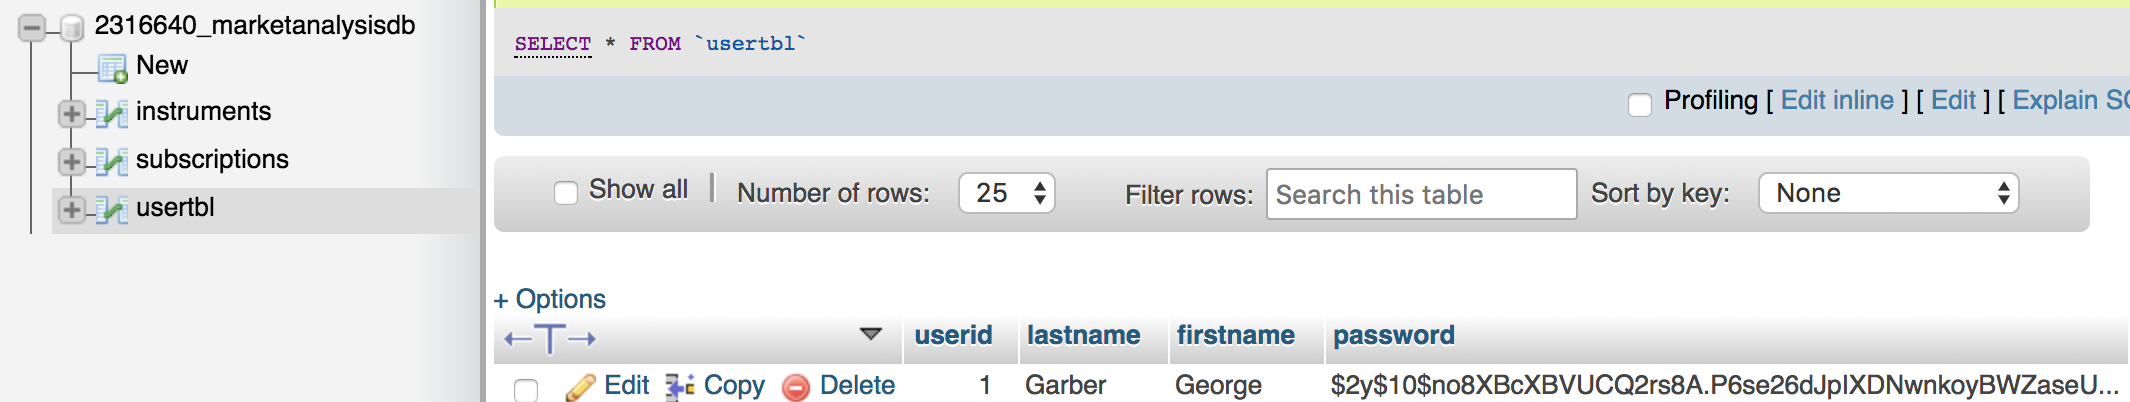 2316640_marketanalysisdb
New
instruments
subscriptions
usertbl
SELECT * FROM `usertbl`
Profiling [ Edit inline ] [ Edit ] [ Explain SQ
Show all | Number of rows: 25 Filter rows: Search this table Sort by key: None
+ Options
←T→ userid lastname firstname password
Edit Copy Delete 1 Garber George $2y$10$no8XBcXBVUCQ2rs8A.P6se26dJpIXDNwnkoyBWZaseU...